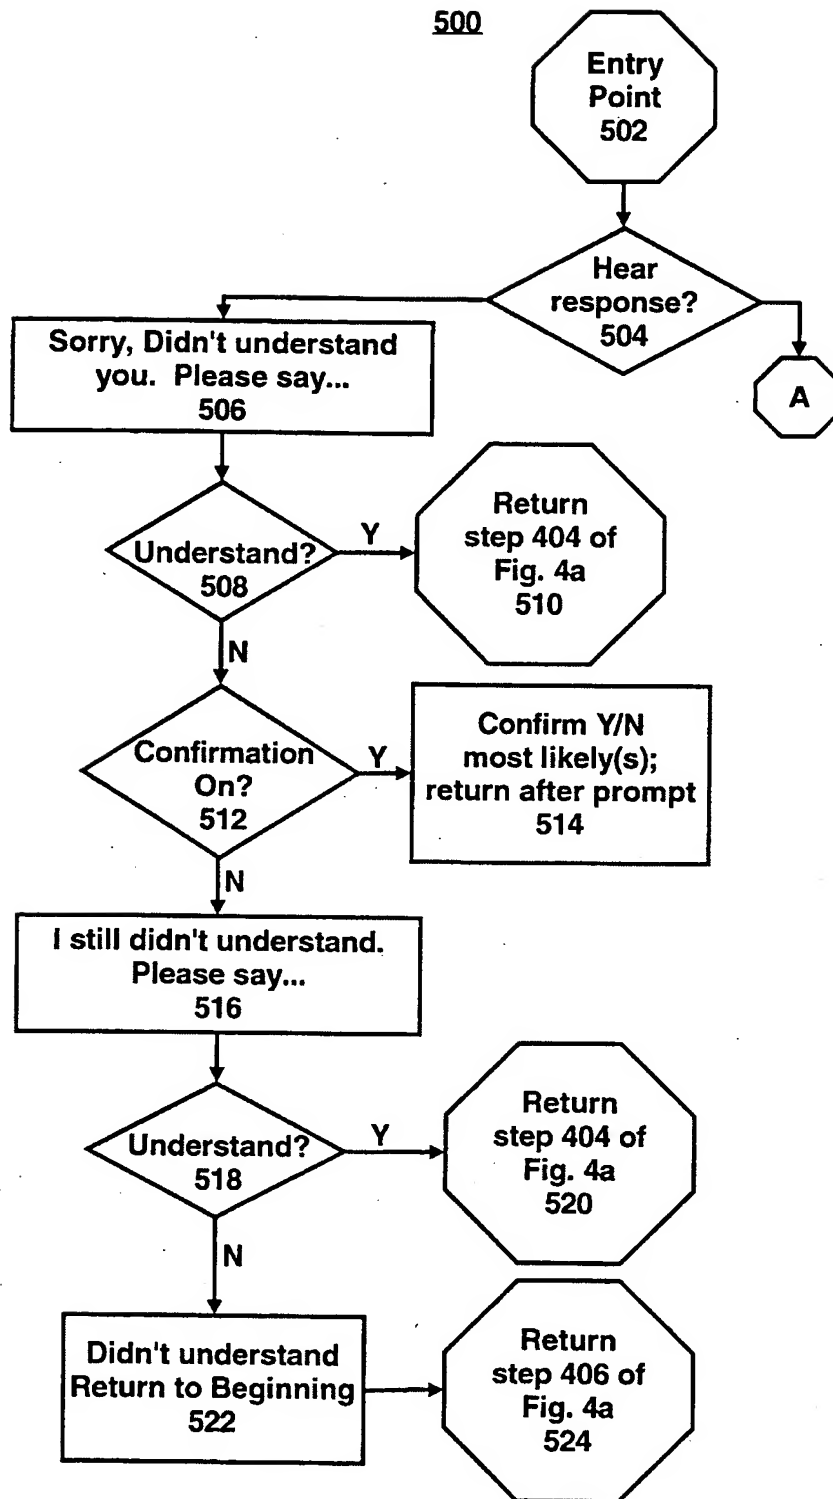 500
Entry
Point
502
Hear
response?
504
A
Sorry, Didn't understand
you. Please say...
506
Understand?
508
Y
Return
step 404 of
Fig. 4a
510
N
Confirmation
On?
512
Y
Confirm Y/N
most likely(s);
return after prompt
514
N
I still didn't understand.
Please say...
516
Understand?
518
Y
Return
step 404 of
Fig. 4a
520
N
Didn't understand
Return to Beginning
522
Return
step 406 of
Fig. 4a
524